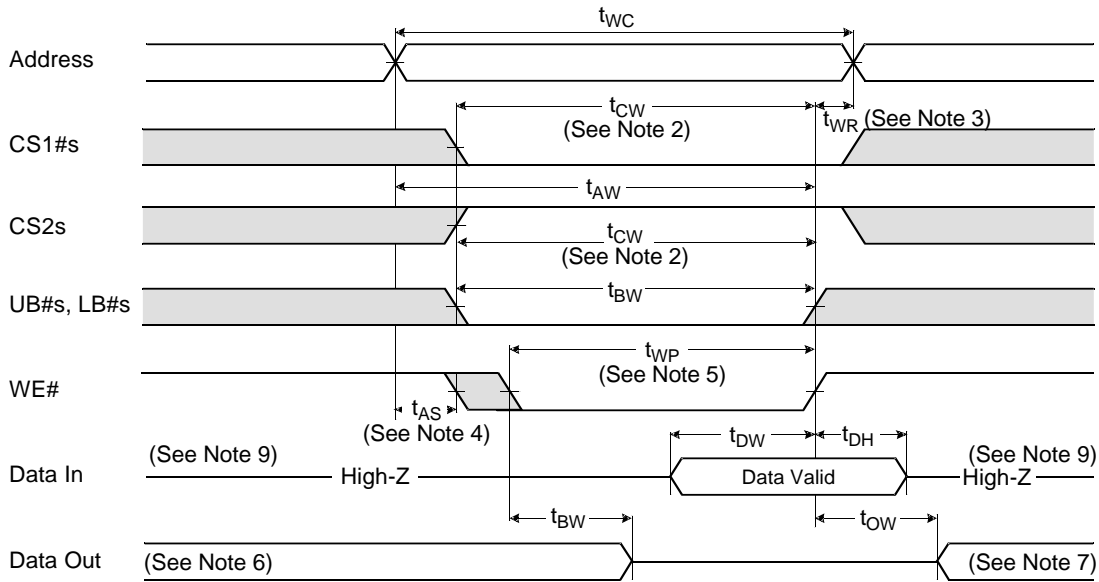 tWC
Address
tCW
(See Note 2)
tWR (See Note 3)
CS1#s
tAW
CS2s
tCW
(See Note 2)
tBW
UB#s, LB#s
tWP
(See Note 5)
WE#
tAS
(See Note 4)
tDW
tDH
(See Note 9)
(See Note 9)
Data In
High-Z
Data Valid
High-Z
tBW
tOW
Data Out
(See Note 6)
(See Note 7)